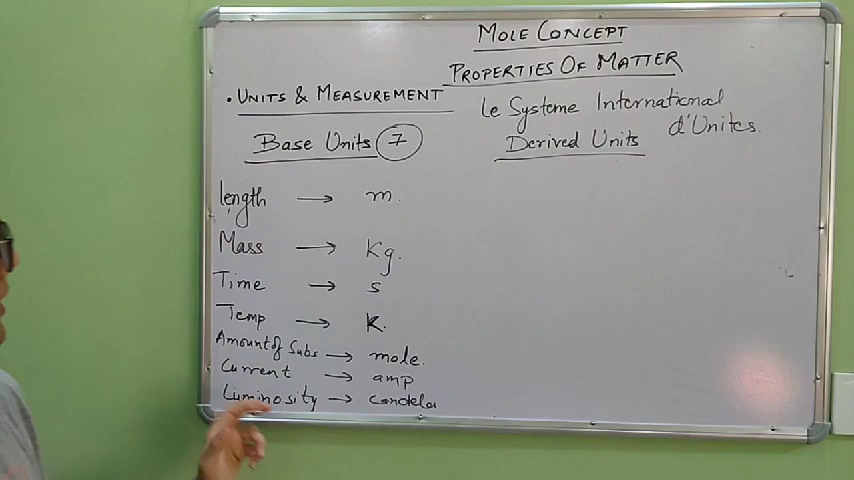 MOLE CONCEPT
PROPERTIES OF MATTER
• UNITS & MEASUREMENT
Le Systeme International
d'Unites.
Base Units 7
Derived Units
length → m.
Mass → Kg.
Time → s
Temp → K.
Amount of Subs → mole.
Current → amp
Luminosity → candela